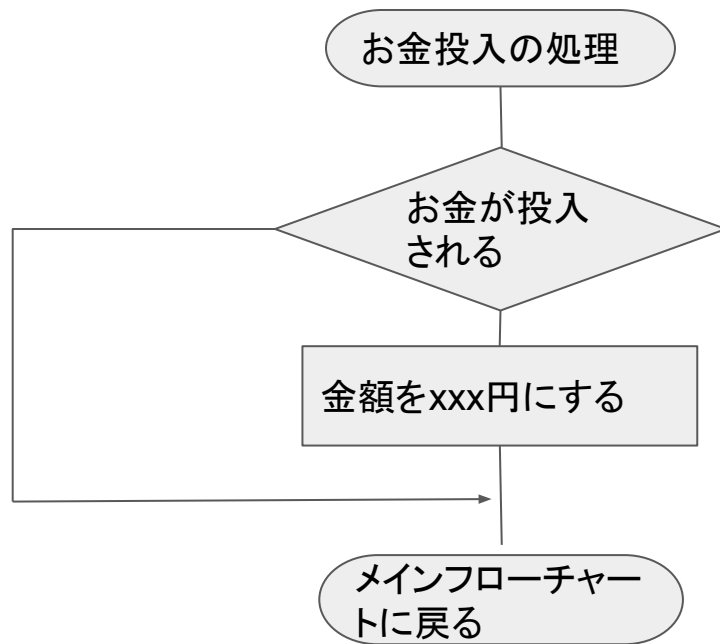 お金投入の処理
お金が投入
される
金額をxxx円にする
メインフローチャー
トに戻る